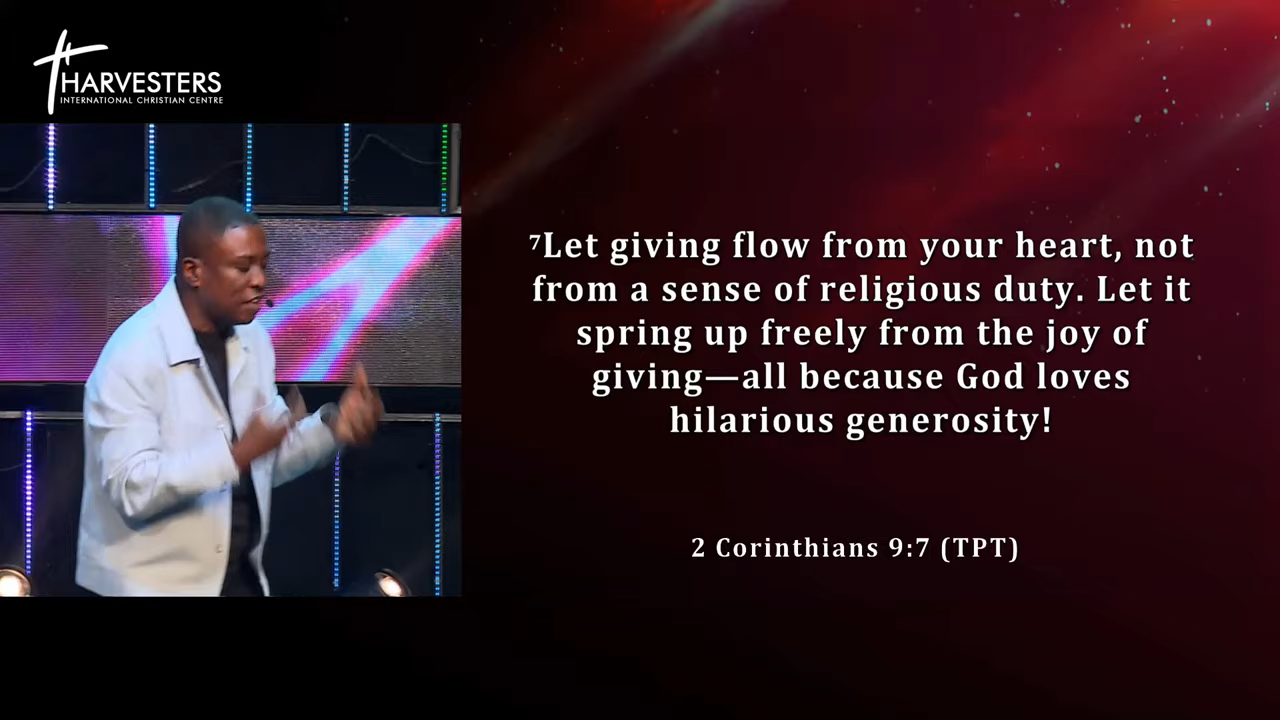 HARVESTERS
INTERNATIONAL CHRISTIAN CENTRE
⁷Let giving flow from your heart, not
from a sense of religious duty. Let it
spring up freely from the joy of
giving—all because God loves
hilarious generosity!
2 Corinthians 9:7 (TPT)